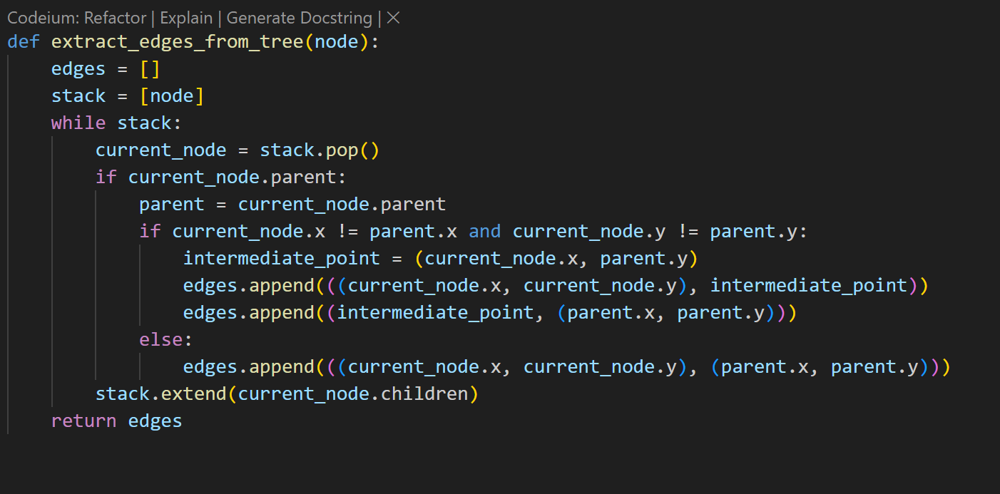 Codeium: Refactor | Explain | Generate Docstring | ✕
def extract_edges_from_tree(node):
    edges = []
    stack = [node]
    while stack:
        current_node = stack.pop()
        if current_node.parent:
            parent = current_node.parent
            if current_node.x != parent.x and current_node.y != parent.y:
                intermediate_point = (current_node.x, parent.y)
                edges.append(((current_node.x, current_node.y), intermediate_point))
                edges.append((intermediate_point, (parent.x, parent.y)))
            else:
                edges.append(((current_node.x, current_node.y), (parent.x, parent.y)))
        stack.extend(current_node.children)
    return edges